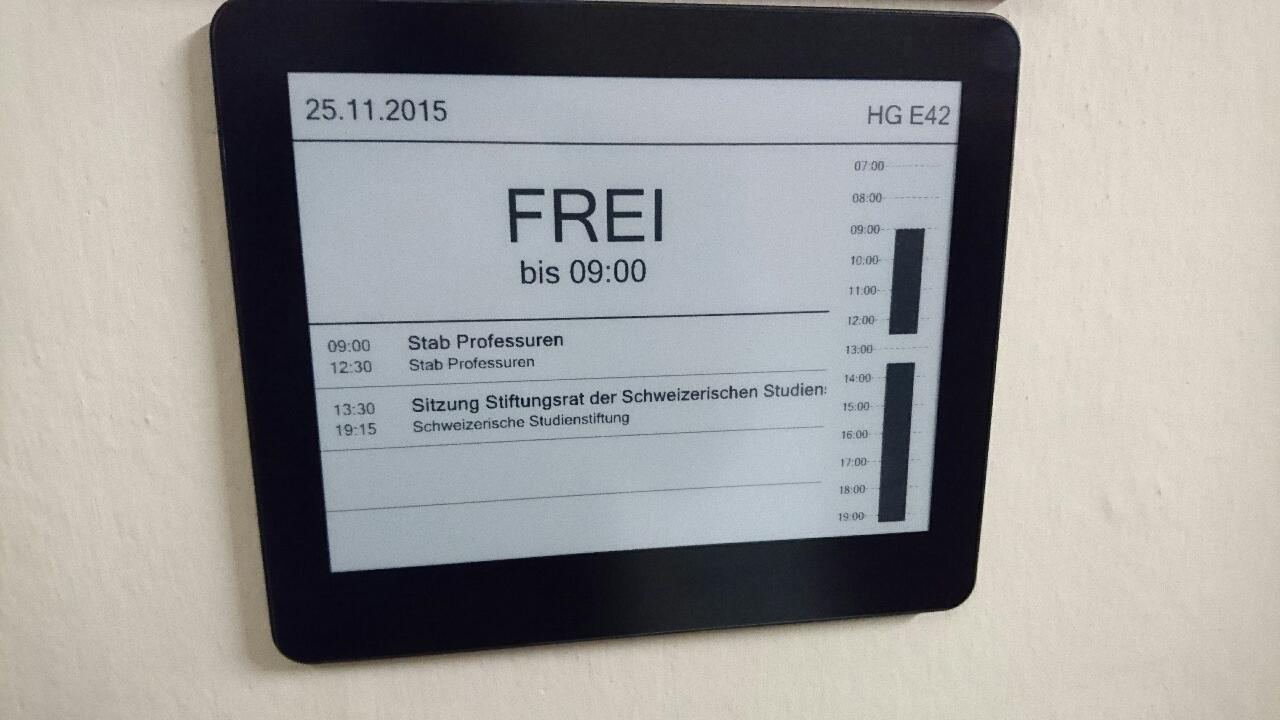 25.11.2015 HG E42
FREI
bis 09:00
09:00 Stab Professuren
12:30 Stab Professuren
13:30 Sitzung Stiftungsrat der Schweizerischen Studien
19:15 Schweizerische Studienstiftung
07:00
08:00
09:00
10:00
11:00
12:00
13:00
14:00
15:00
16:00
17:00
18:00
19:00